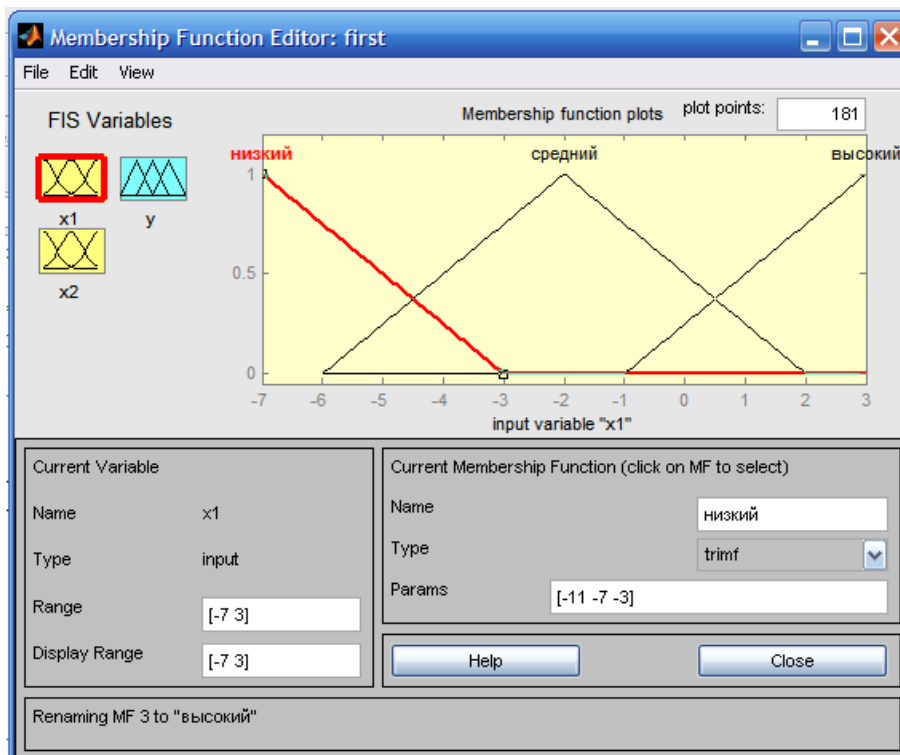 Membership Function Editor: first
File Edit View
FIS Variables
Membership function plots
plot points:
181
x1
y
x2
низкий
средний
высокий
1
0.5
0
-7 -6 -5 -4 -3 -2 -1 0 1 2 3
input variable "x1"
Current Variable
Name x1
Type input
Range [-7 3]
Display Range [-7 3]
Current Membership Function (click on MF to select)
Name низкий
Type trimf
Params [-11 -7 -3]
Help
Close
Renaming MF 3 to "высокий"